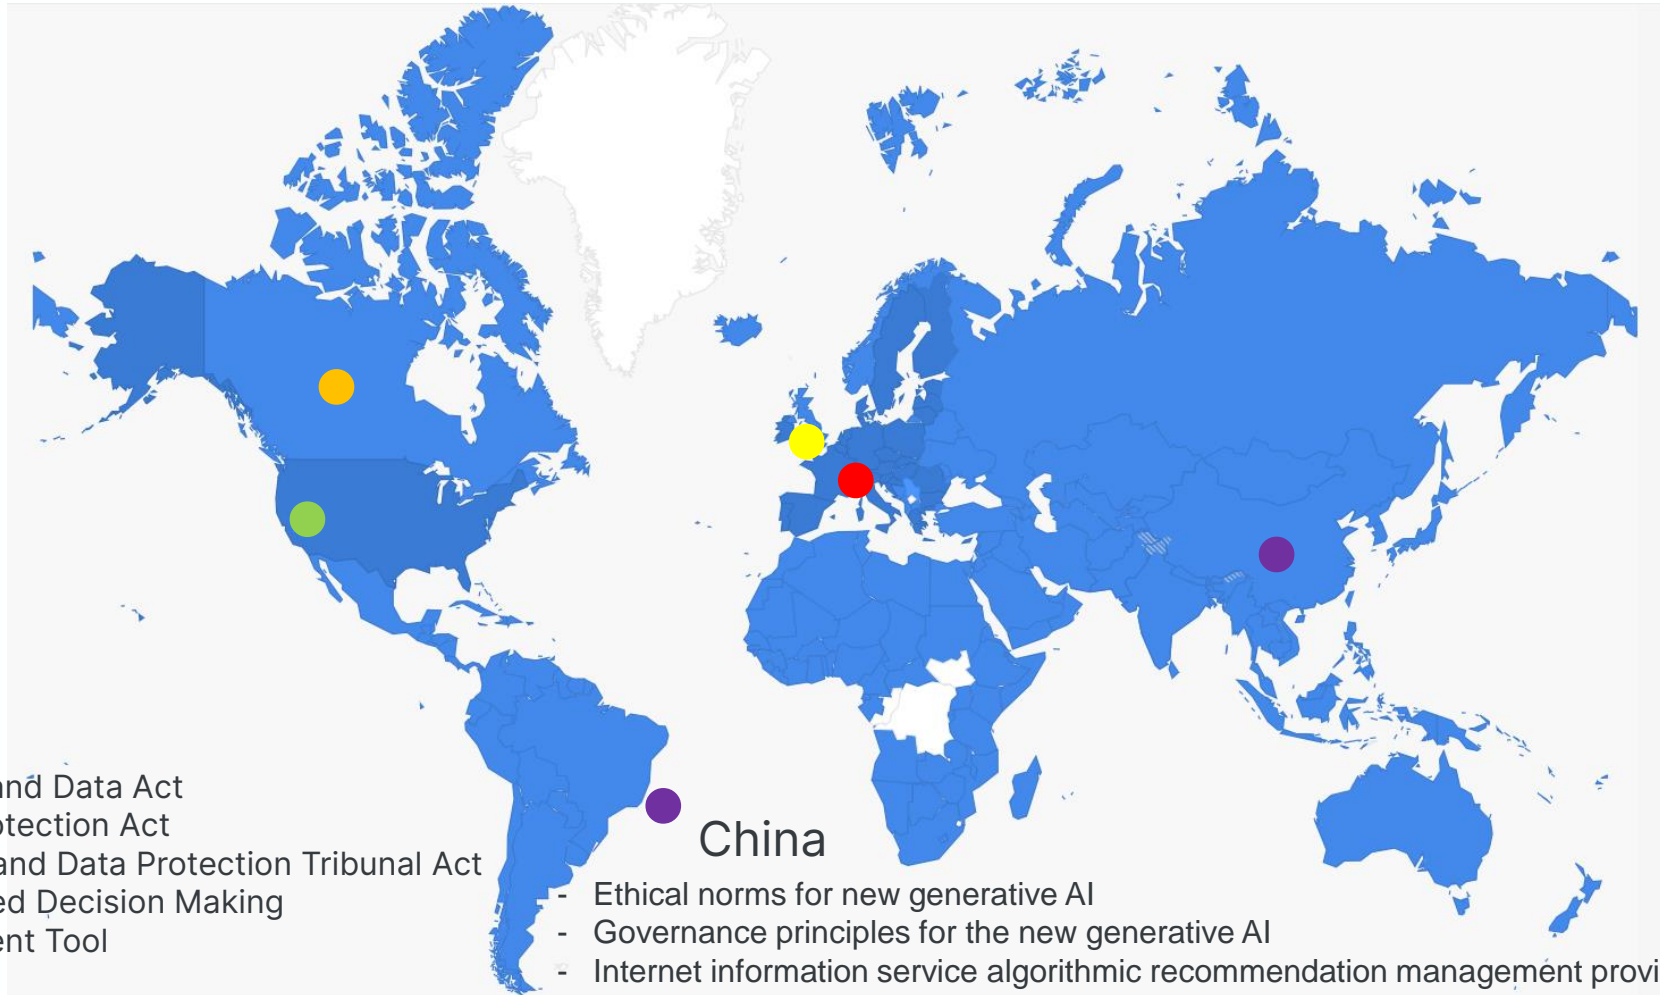 and Data Act
otection Act
and Data Protection Tribunal Act
ed Decision Making
ent Tool
China
- Ethical norms for new generative AI
- Governance principles for the new generative AI
- Internet information service algorithmic recommendation management provi